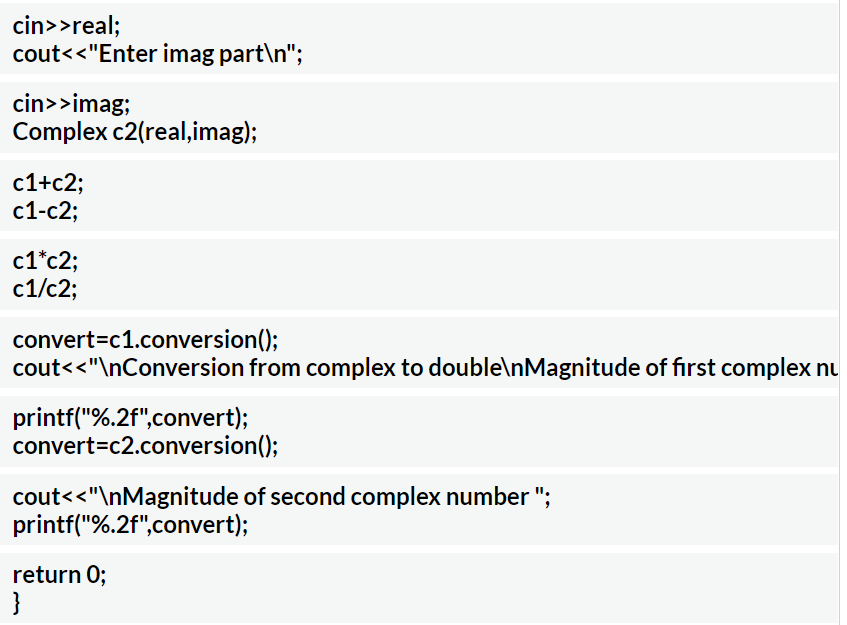 cin>>real;
cout<<"Enter imag part\n";
cin>>imag;
Complex c2(real,imag);
c1+c2;
c1-c2;
c1*c2;
c1/c2;
convert=c1.conversion();
cout<<"\nConversion from complex to double\nMagnitude of first complex
printf("%.2f",convert);
convert=c2.conversion();
cout<<"\nMagnitude of second complex number ";
printf("%.2f",convert);
return 0;
}